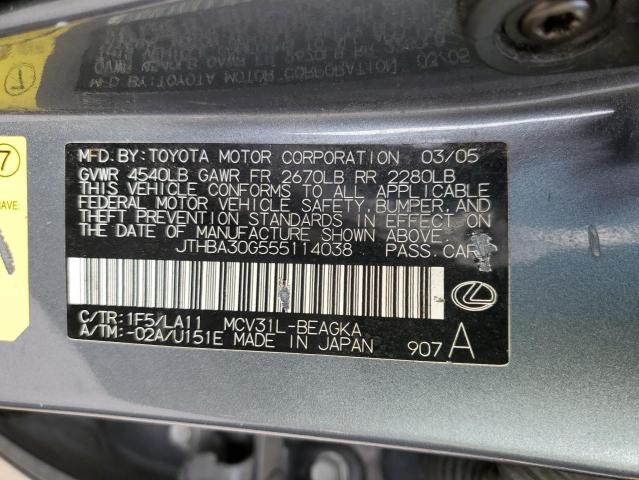 MFD. BY: TOYOTA MOTOR CORPORATION 03/05
GVWR 4540LB GAWR FR 2670LB RR 2280LB
THIS VEHICLE CONFORMS TO ALL APPLICABLE
FEDERAL MOTOR VEHICLE SAFETY, BUMPER, AND
THEFT PREVENTION STANDARDS IN EFFECT ON
THE DATE OF MANUFACTURE SHOWN ABOVE.
JTHBA30G555114038 PASS. CAR
C/TR: 1F5/LA11 MCV31L-BEAGKA
A/TM: -02A/U151E MADE IN JAPAN
907 A
7